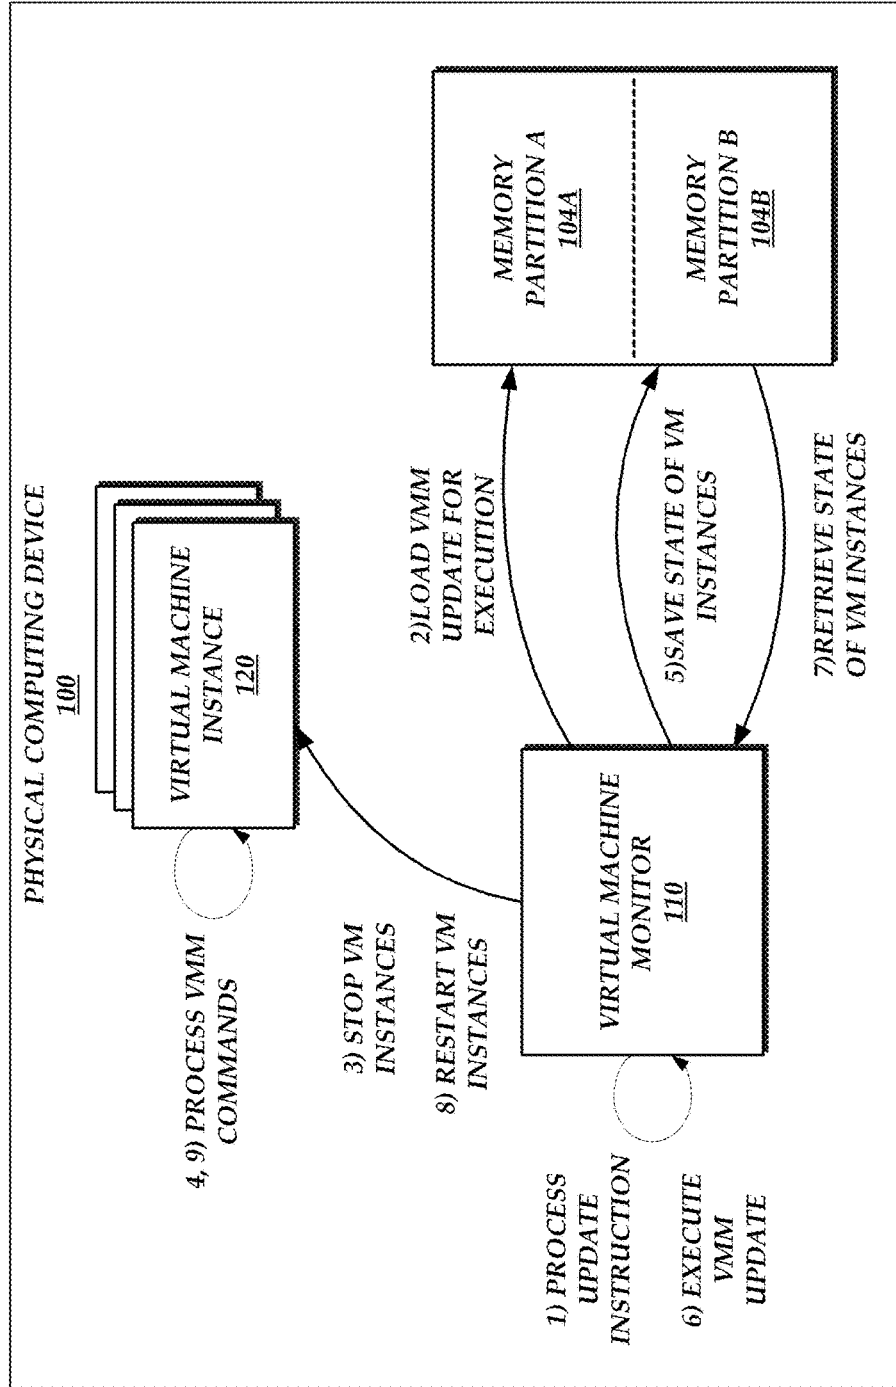 PHYSICAL COMPUTING DEVICE
100
4, 9) PROCESS VMM
COMMANDS
VIRTUAL MACHINE
INSTANCE
120
3) STOP VM
INSTANCES
8) RESTART VM
INSTANCES
2)LOAD VMM
UPDATE FOR
EXECUTION
MEMORY
PARTITION A
104A
MEMORY
PARTITION B
104B
1) PROCESS
UPDATE
INSTRUCTION
6) EXECUTE
VMM
UPDATE
VIRTUAL MACHINE
MONITOR
110
5)SAVE STATE OF VM
INSTANCES
7)RETRIEVE STATE
OF VM INSTANCES